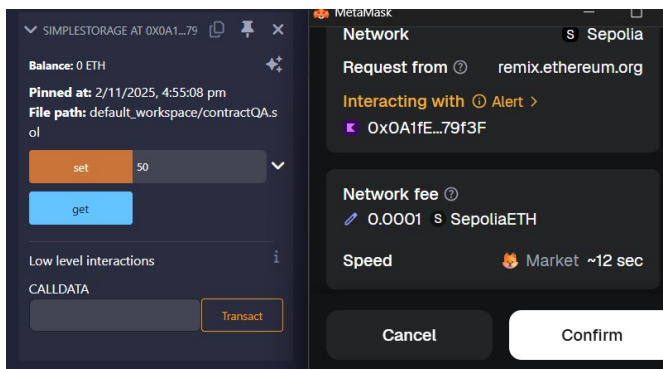 SIMPLESTORAGE AT 0X0A1...79
Balance: 0 ETH
Pinned at: 2/11/2025, 4:55:08 pm
File path: default_workspace/contractQA.s
ol
set 50
get
Low level interactions
i
CALLDATA
Transact
MetaMask
Network S Sepolia
Request from ? remix.ethereum.org
Interacting with Alert >
0x0A1fE...79f3F
Network fee ?
0.0001 S SepoliaETH
Speed Market ~12 sec
Cancel Confirm